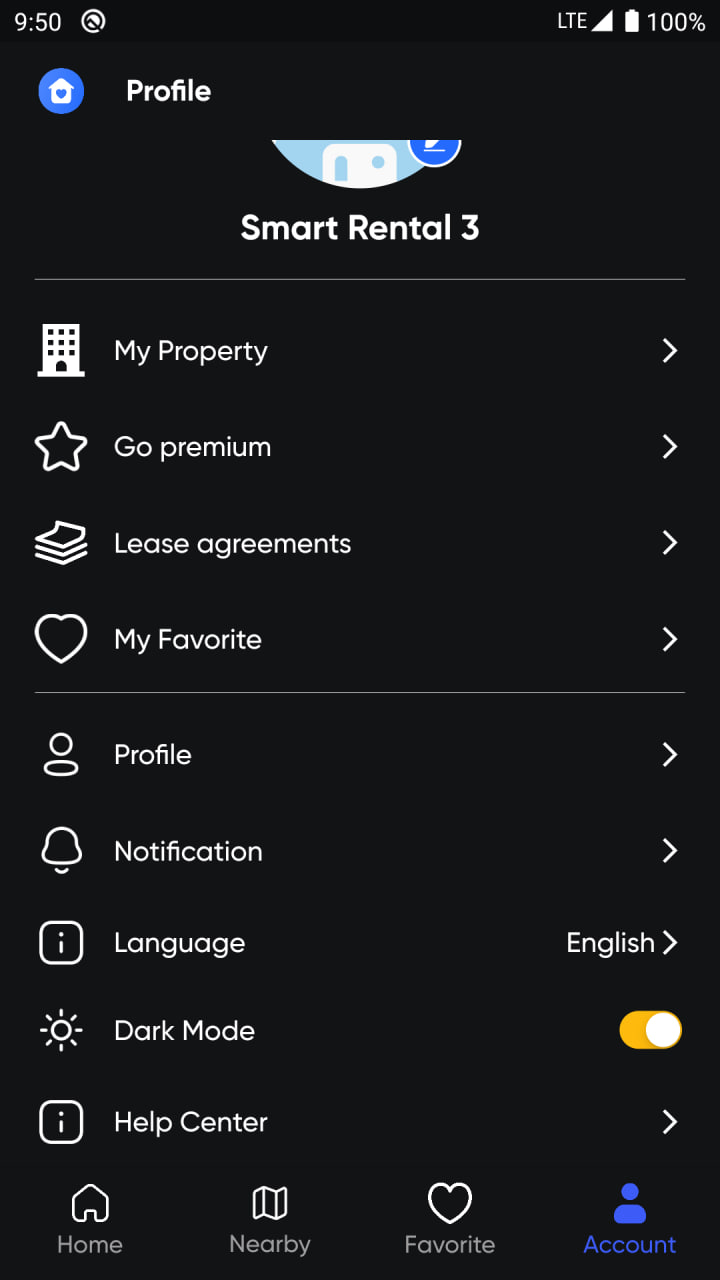 9:50 LTE 100%
Profile
Smart Rental 3
My Property
Go premium
Lease agreements
My Favorite
Profile
Notification
Language English
Dark Mode
Help Center
Home Nearby Favorite Account